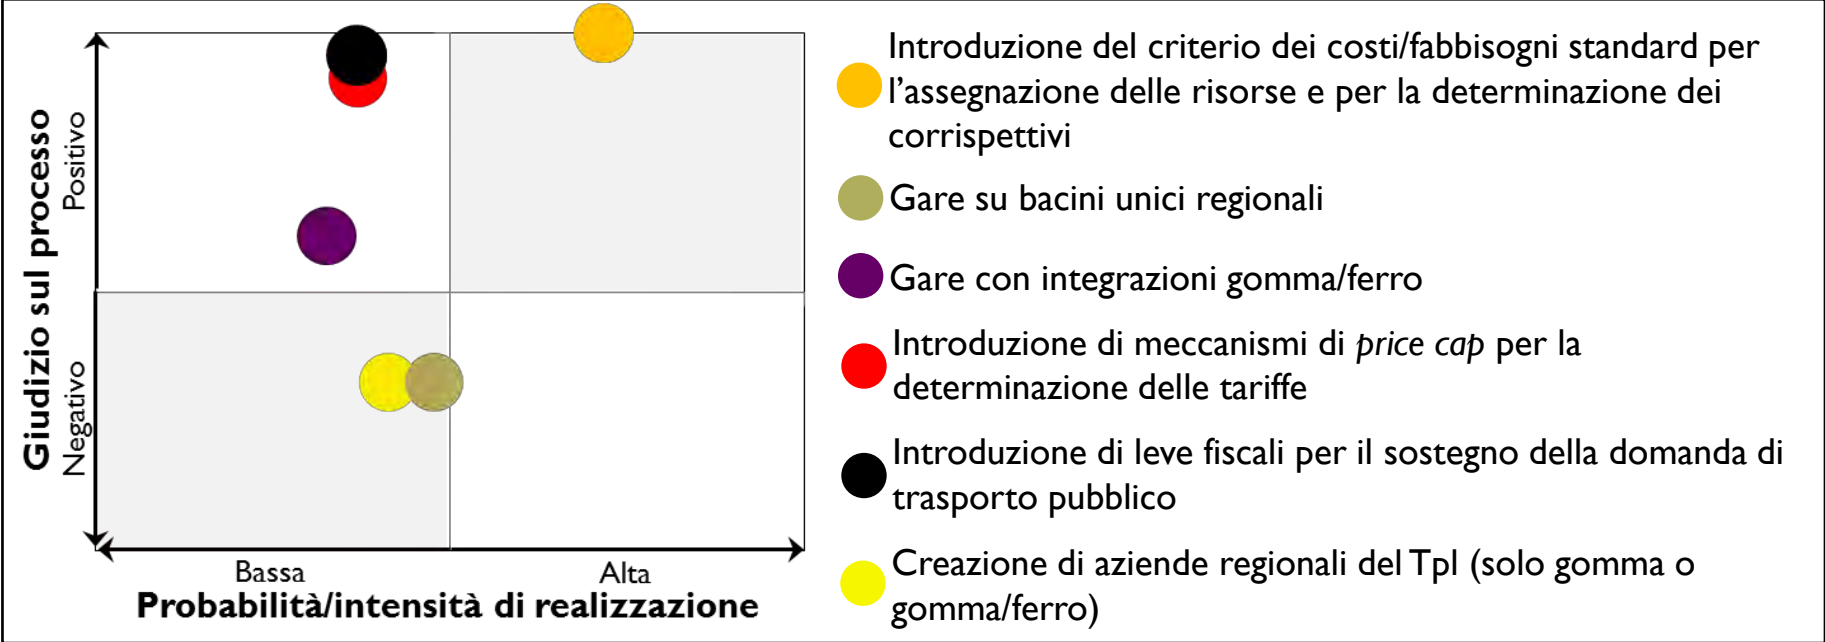 Giudizio sul processo
Positivo
Negativo
Bassa
Alta
Probabilità/intensità di realizzazione
Introduzione del criterio dei costi/fabbisogni standard per
l’assegnazione delle risorse e per la determinazione dei
corrispettivi
Gare su bacini unici regionali
Gare con integrazioni gomma/ferro
Introduzione di meccanismi di price cap per la
determinazione delle tariffe
Introduzione di leve fiscali per il sostegno della domanda di
trasporto pubblico
Creazione di aziende regionali del Tpl (solo gomma o
gomma/ferro)